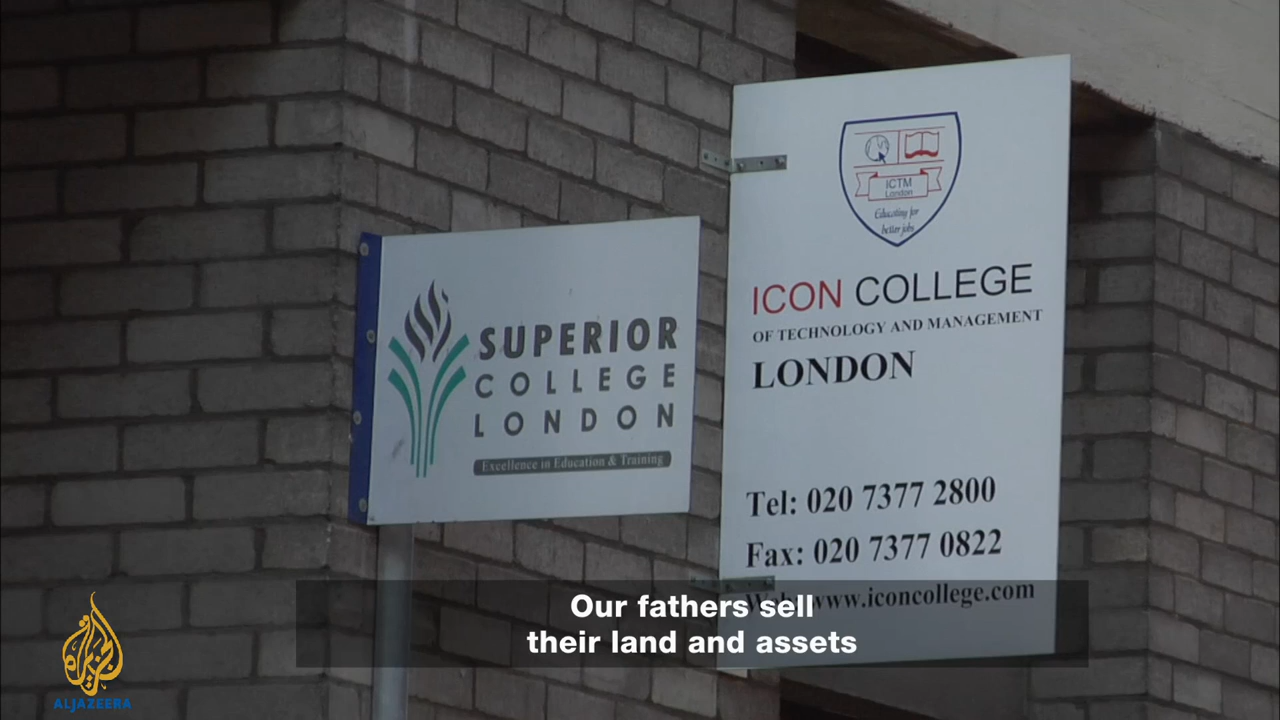 SUPERIOR
COLLEGE
LONDON
Excellence in Education & Training
ICTM
London
Educating for
better jobs
ICON COLLEGE
OF TECHNOLOGY AND MANAGEMENT
LONDON
Tel: 020 7377 2800
Fax: 020 7377 0822
www.iconcollege.com
Our fathers sell
their land and assets
الجزيرة
ALJAZEERA